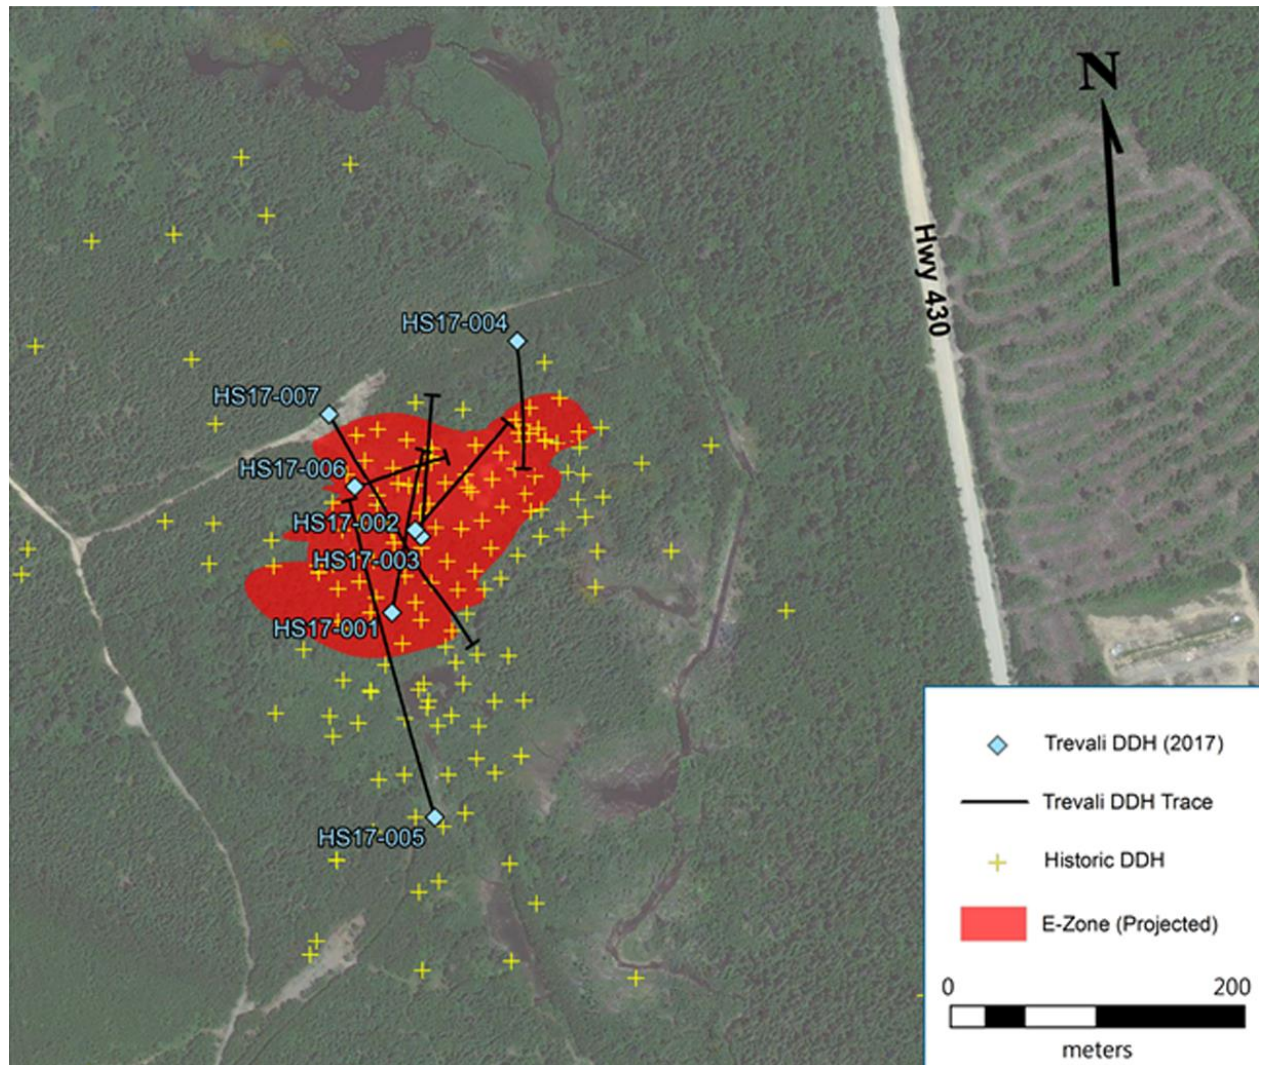 N
Hwy 430
HS17-004
HS17-007
HS17-006
HS17-002
HS17-003
HS17-001
HS17-005
Trevali DDH (2017)
Trevali DDH Trace
Historic DDH
E-Zone (Projected)
0 200
meters